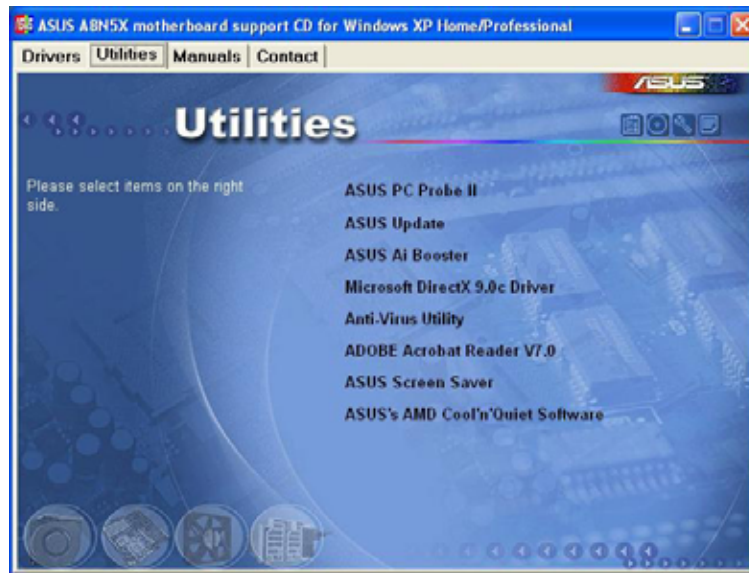 ASUS A8N5X motherboard support CD for Windows XP Home/Professional
Drivers Utilities Manuals Contact
ASUS
Utilities
Please select items on the right
side.
ASUS PC Probe II
ASUS Update
ASUS Ai Booster
Microsoft DirectX 9.0c Driver
Anti-Virus Utility
ADOBE Acrobat Reader V7.0
ASUS Screen Saver
ASUS's AMD Cool'n'Quiet Software